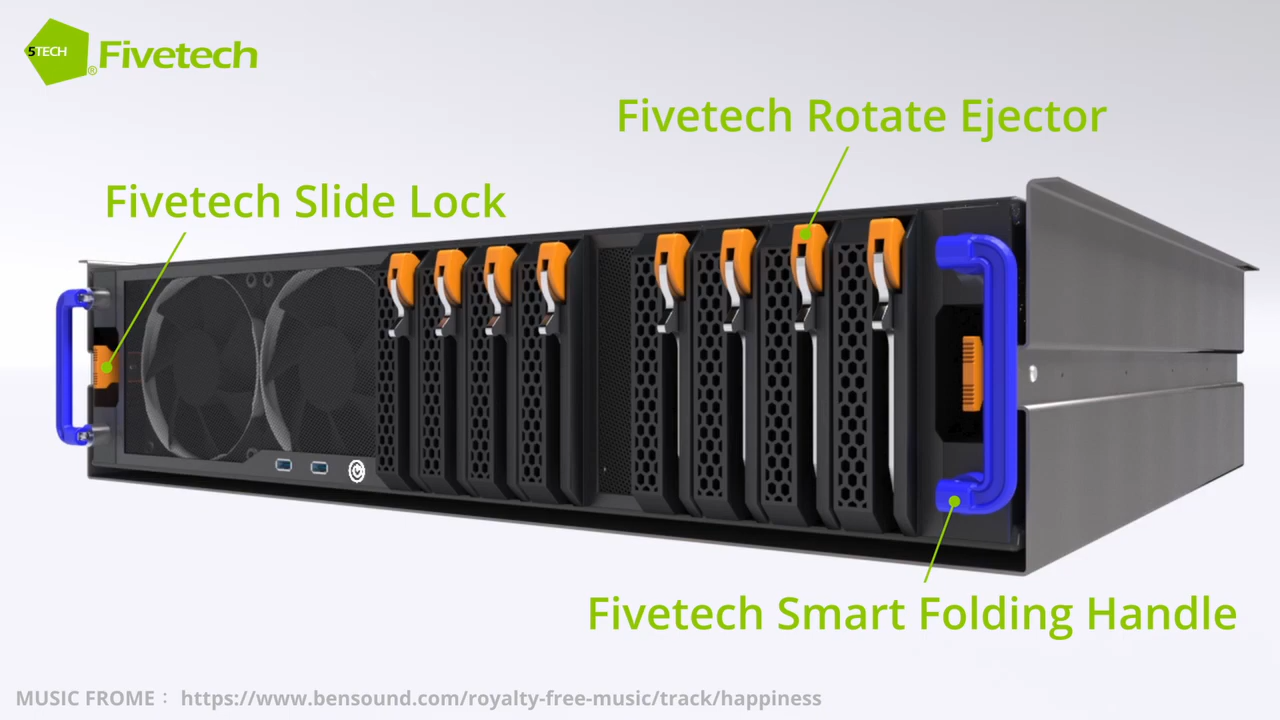 5TECH
® Fivetech
Fivetech Rotate Ejector
Fivetech Slide Lock
Fivetech Smart Folding Handle
MUSIC FROME： https://www.bensound.com/royalty-free-music/track/happiness